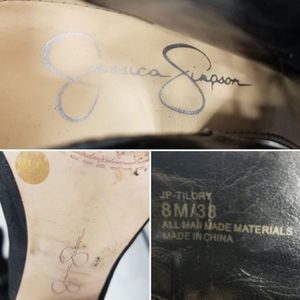 Jessica Simpson
JP-TILORY
8M/38
ALL MAN MADE MATERIALS
MADE IN CHINA